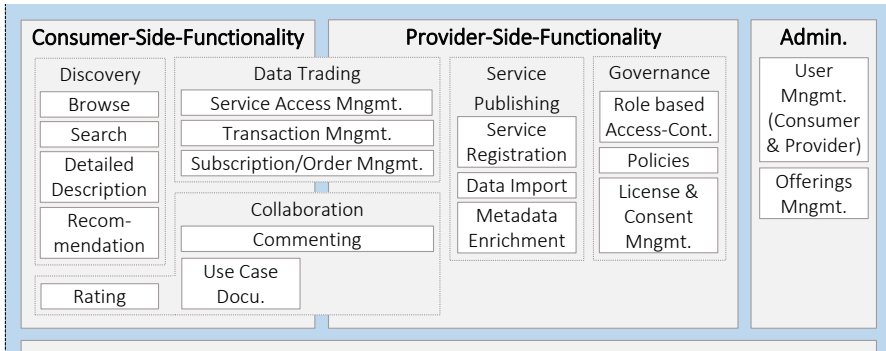 Consumer-Side-Functionality
Discovery
Browse
Search
Detailed
Description
Recom-
mendation
Rating
Data Trading
Service Access Mngmt.
Transaction Mngmt.
Subscription/Order Mngmt.
Collaboration
Commenting
Use Case
Docu.
Provider-Side-Functionality
Service
Publishing
Service
Registration
Data Import
Metadata
Enrichment
Governance
Role based
Access-Cont.
Policies
License &
Consent
Mngmt.
Admin.
User
Mngmt.
(Consumer
& Provider)
Offerings
Mngmt.